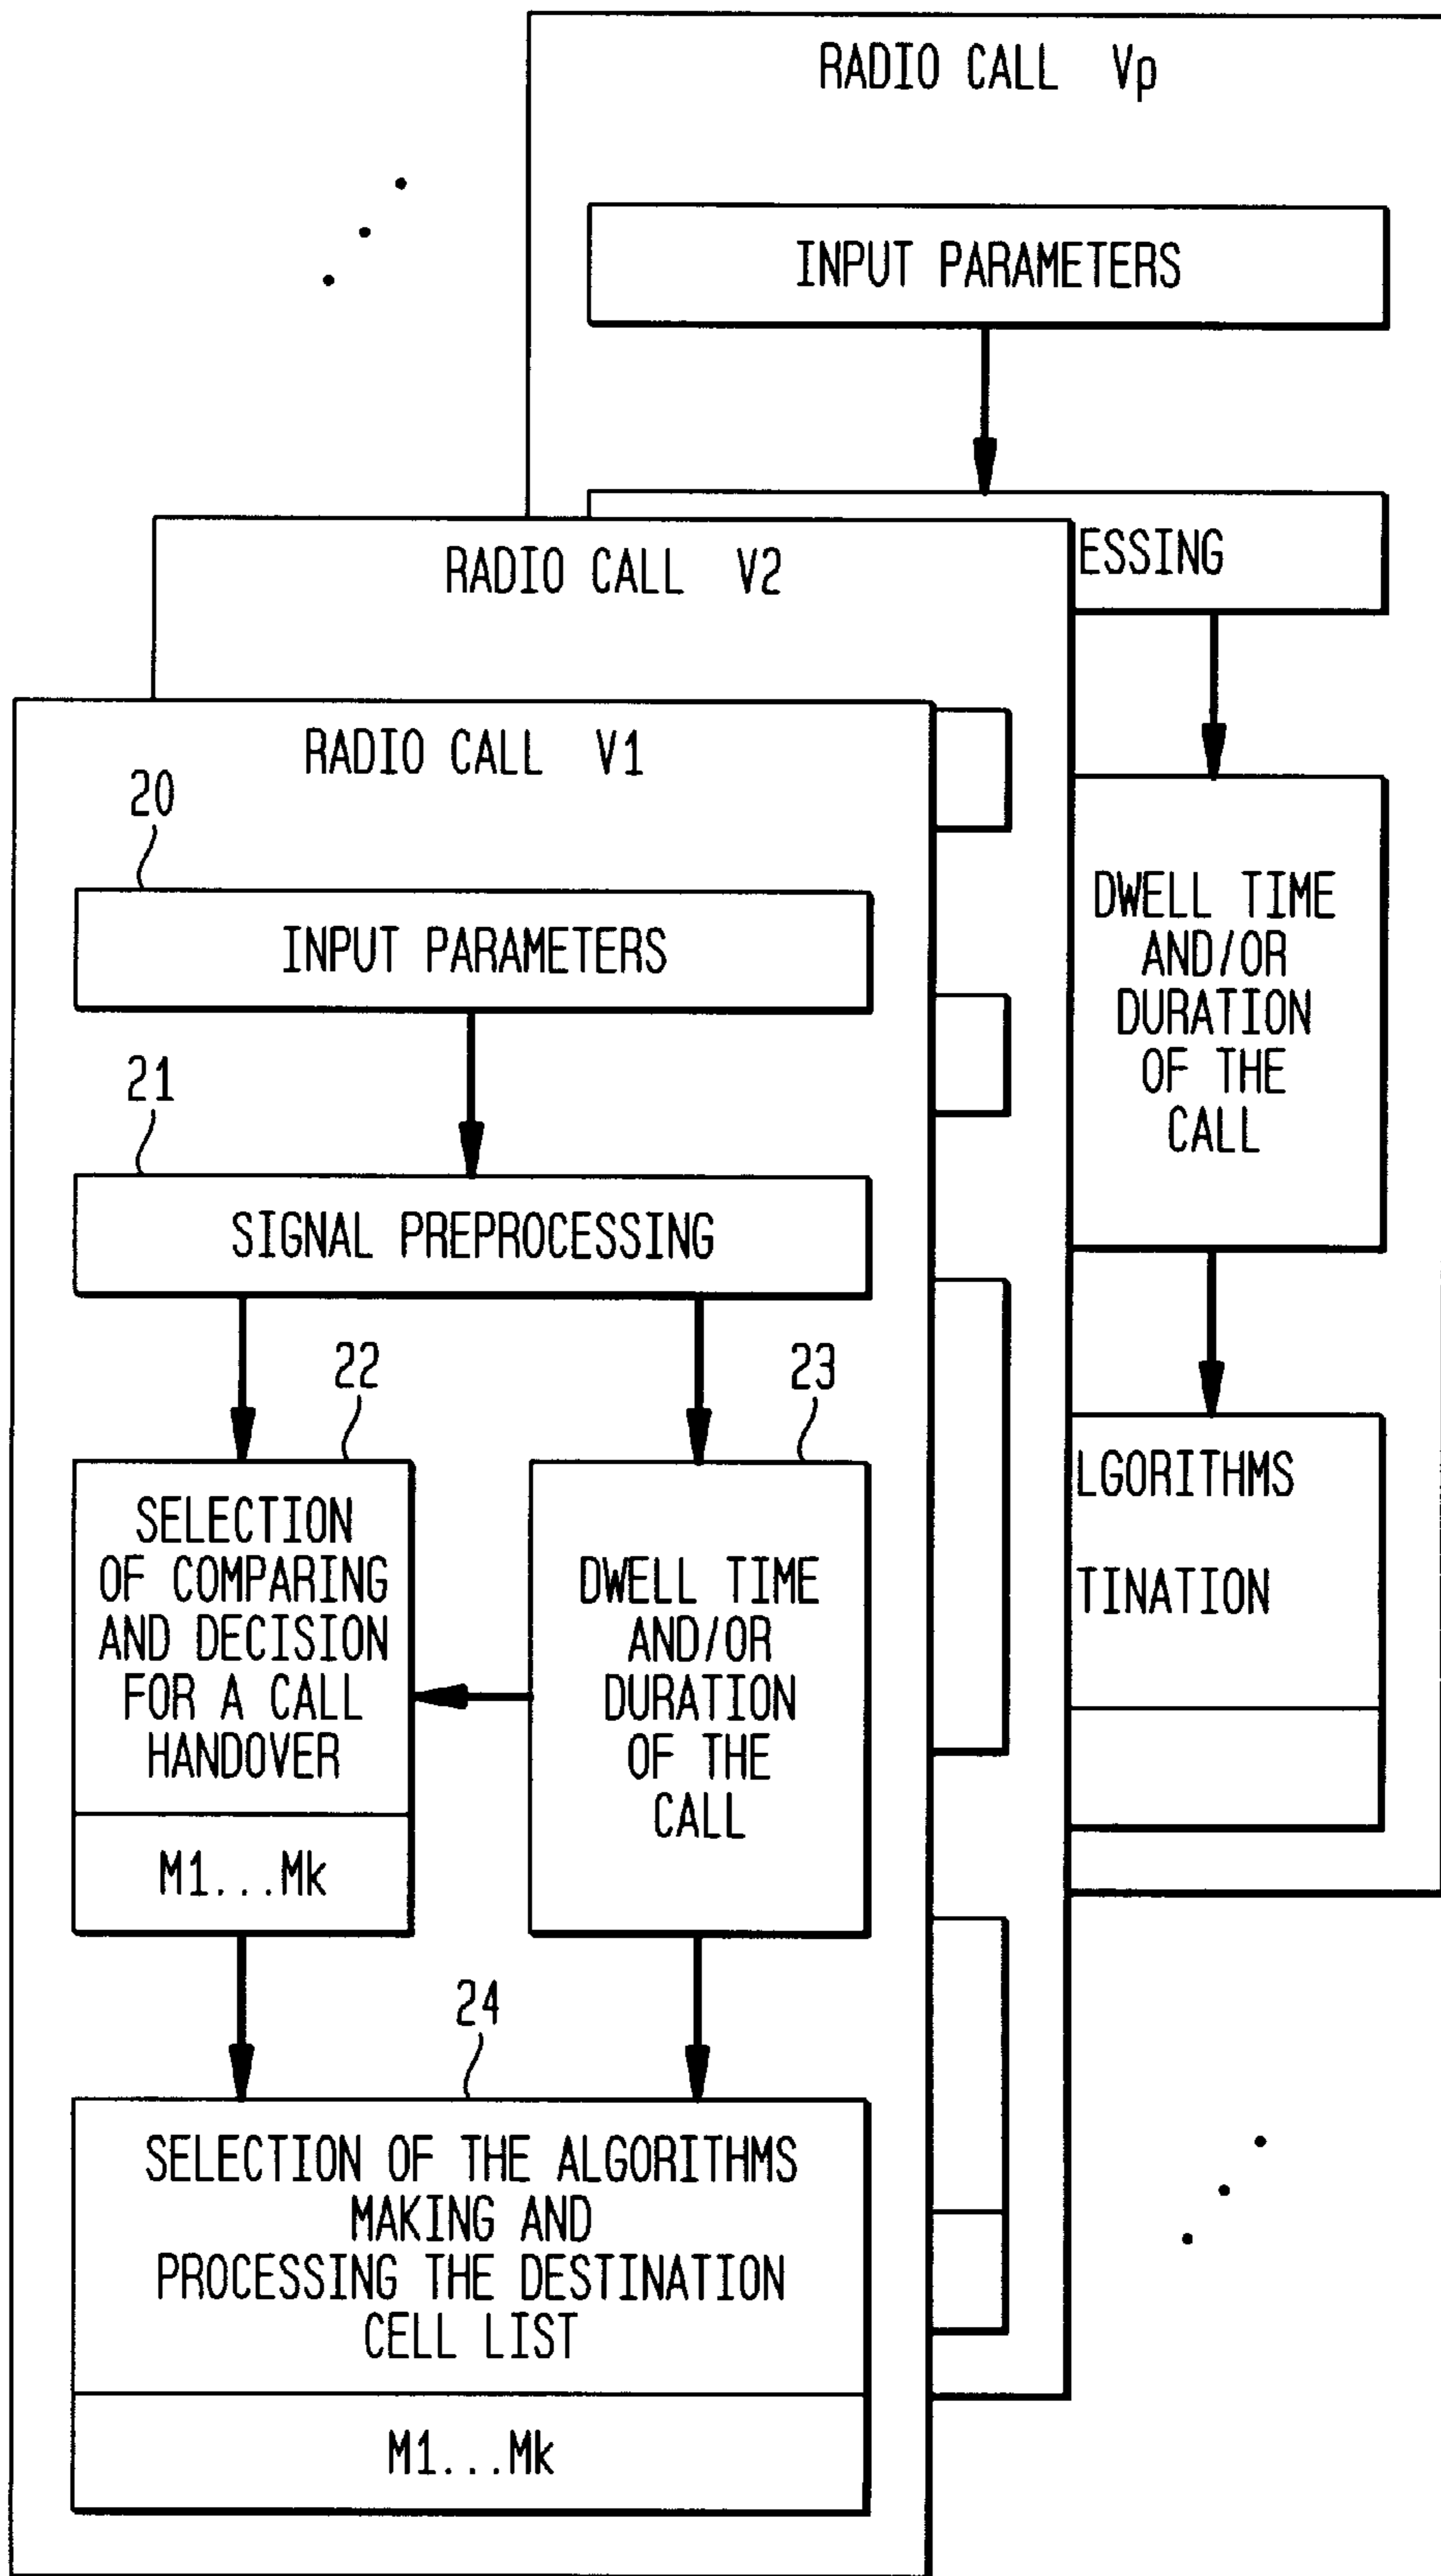 RADIO CALL Vp
INPUT PARAMETERS
ESSING
DWELL TIME
AND/OR
DURATION
OF THE
CALL
LGORITHMS
TINATION
RADIO CALL V2
RADIO CALL V1
20
INPUT PARAMETERS
21
SIGNAL PREPROCESSING
22
SELECTION
OF COMPARING
AND DECISION
FOR A CALL
HANDOVER
M1...Mk
23
DWELL TIME
AND/OR
DURATION
OF THE
CALL
24
SELECTION OF THE ALGORITHMS
MAKING AND
PROCESSING THE DESTINATION
CELL LIST
M1...Mk